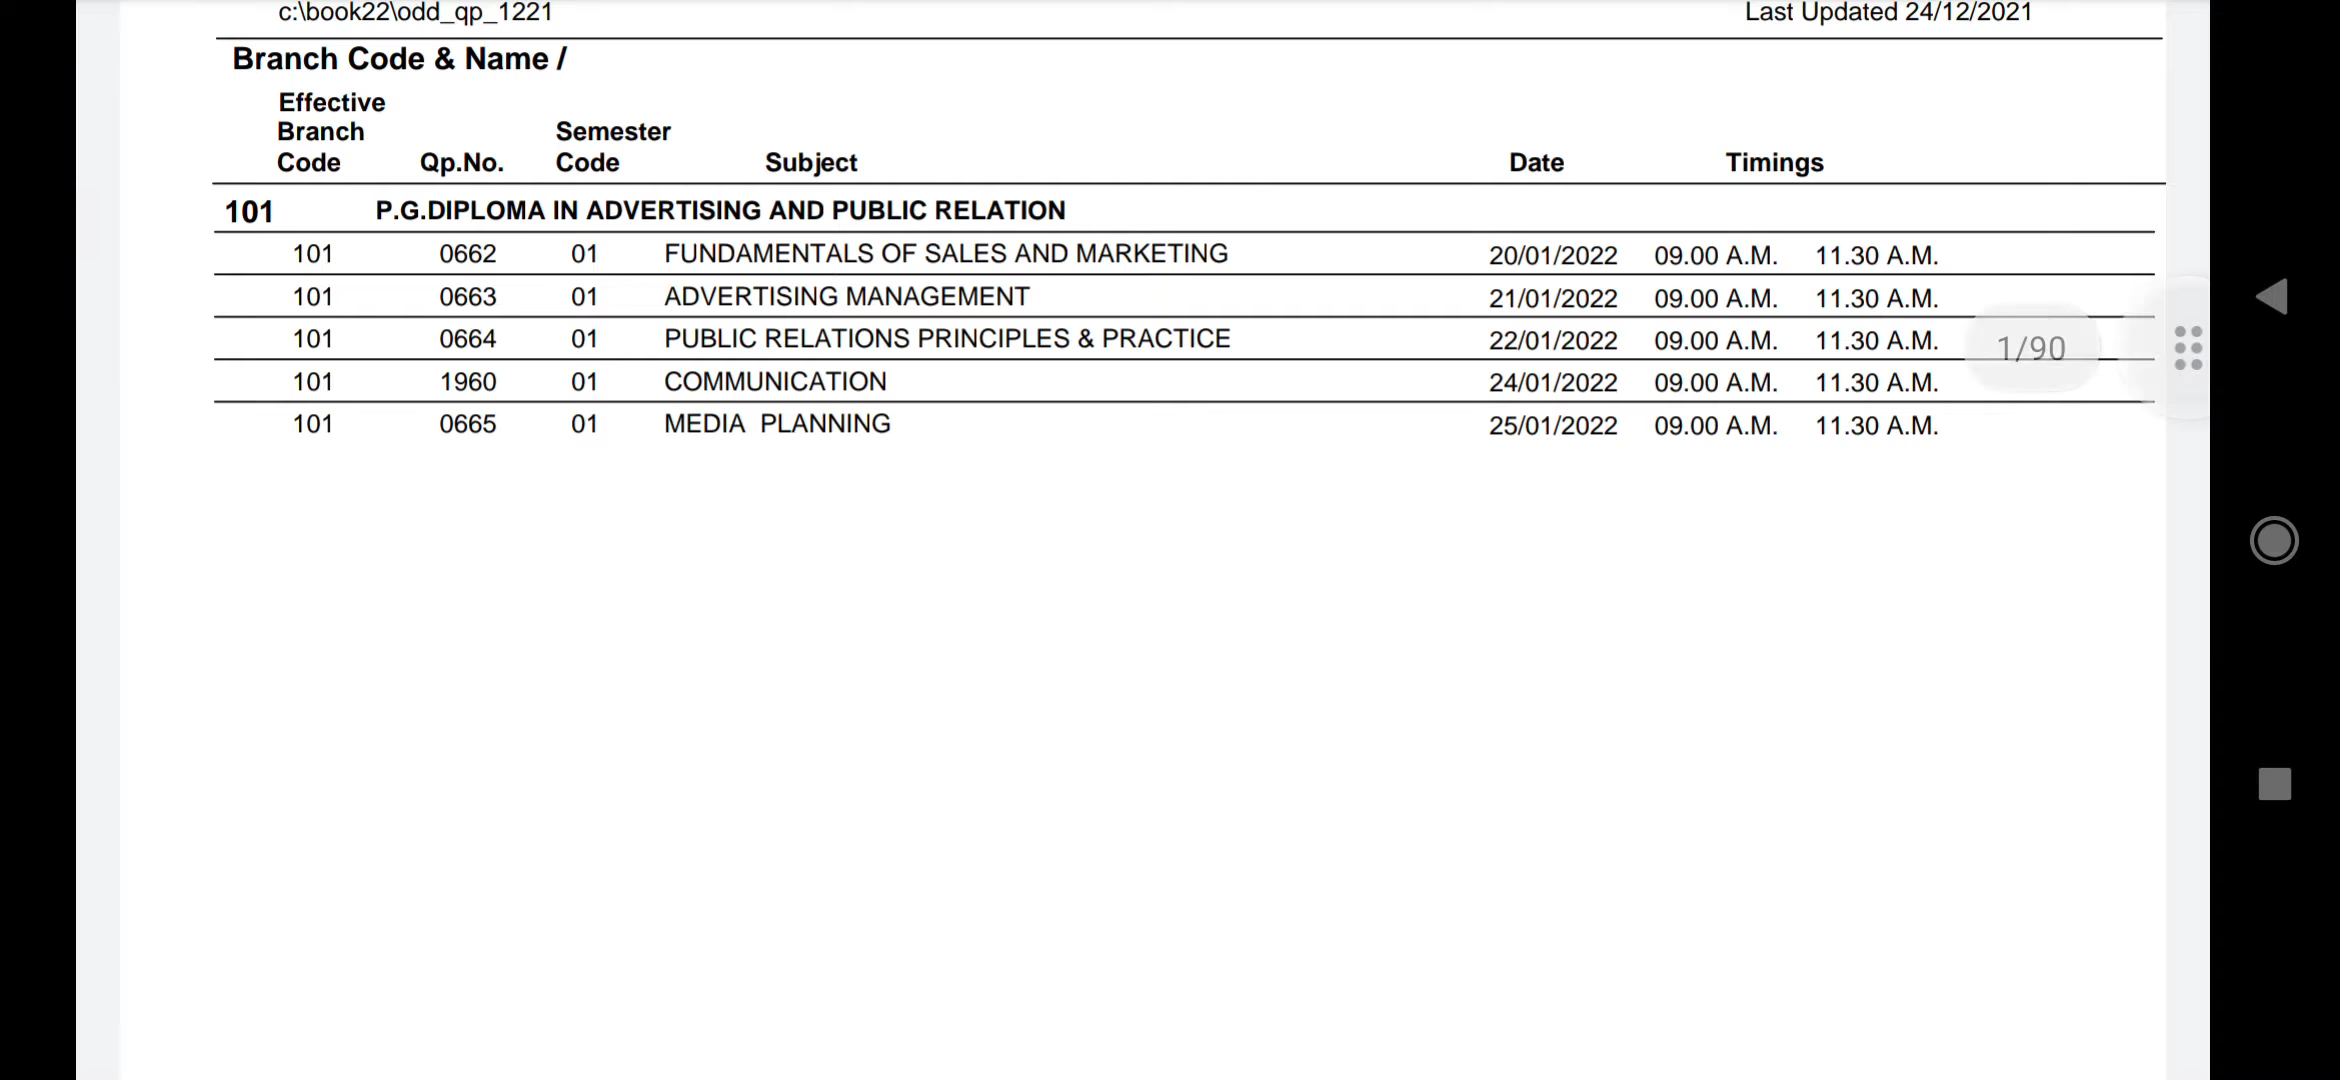 c:\book22\odd_qp_1221 Last Updated 24/12/2021
Branch Code & Name /
Effective
Branch Semester
Code Qp.No. Code Subject Date Timings
101 P.G.DIPLOMA IN ADVERTISING AND PUBLIC RELATION
101 0662 01 FUNDAMENTALS OF SALES AND MARKETING 20/01/2022 09.00 A.M. 11.30 A.M.
101 0663 01 ADVERTISING MANAGEMENT 21/01/2022 09.00 A.M. 11.30 A.M.
101 0664 01 PUBLIC RELATIONS PRINCIPLES & PRACTICE 22/01/2022 09.00 A.M. 11.30 A.M.
1/90
101 1960 01 COMMUNICATION 24/01/2022 09.00 A.M. 11.30 A.M.
101 0665 01 MEDIA PLANNING 25/01/2022 09.00 A.M. 11.30 A.M.